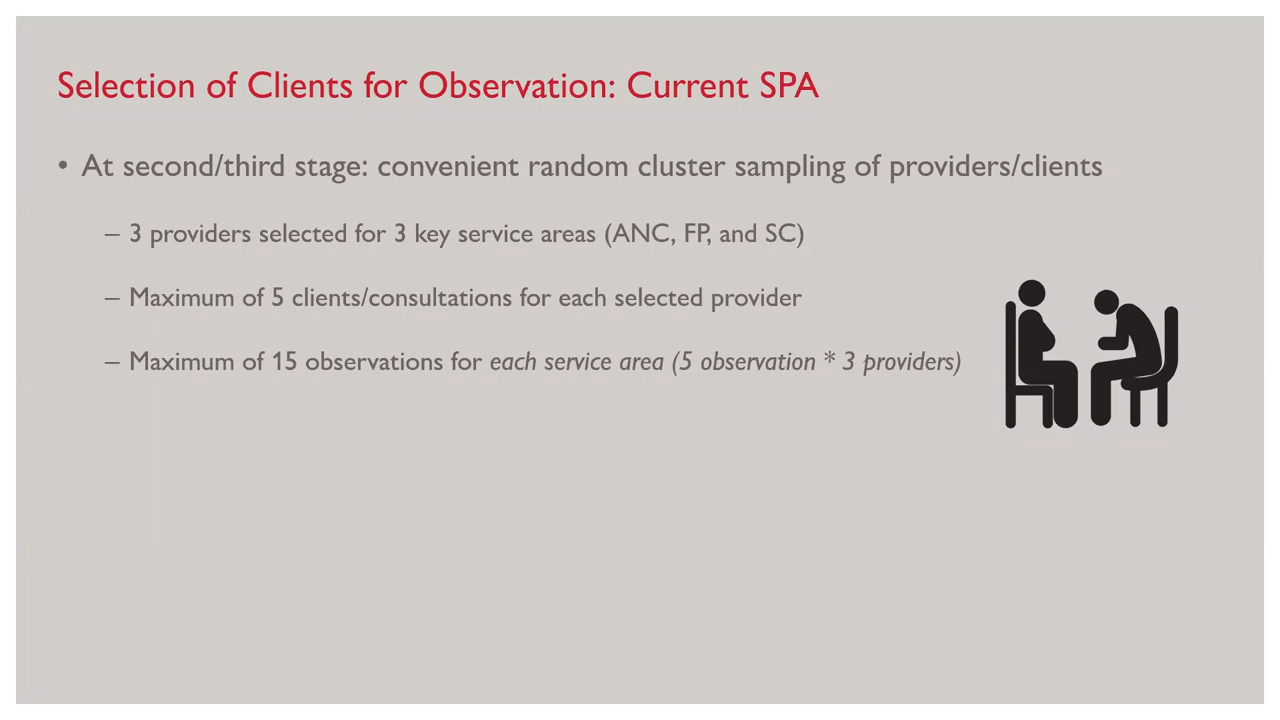 Selection of Clients for Observation: Current SPA
• At second/third stage: convenient random cluster sampling of providers/clients
– 3 providers selected for 3 key service areas (ANC, FP, and SC)
– Maximum of 5 clients/consultations for each selected provider
– Maximum of 15 observations for each service area (5 observation * 3 providers)